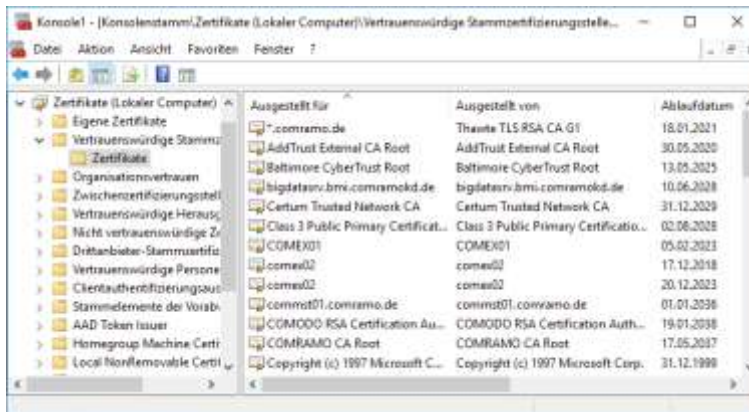 Konsole1 - [Konsolenstamm\Zertifikate (Lokaler Computer)\Vertrauenswürdige Stammzertifizierungsstelle...
Datei Aktion Ansicht Favoriten Fenster ?
Zertifikate (Lokaler Computer)
Eigene Zertifikate
Vertrauenswürdige Stammz
Zertifikate
Organisationsvertrauen
Zwischenzertifizierungsstell
Vertrauenswürdige Herausg
Nicht vertrauenswürdige Ze
Drittanbieter-Stammzertifiz
Vertrauenswürdige Persone
Clientauthentifizierungsaus
Stammelemente der Vorab
AAD Token Issuer
Homegroup Machine Certi
Local NonRemovable Certif
Ausgestellt für Ausgestellt von Ablaufdatum
*.comramo.de Thawte TLS RSA CA G1 18.01.2021
AddTrust External CA Root AddTrust External CA Root 30.05.2020
Baltimore CyberTrust Root Baltimore CyberTrust Root 13.05.2025
bigdatasrv.bmi.comramokd.de bigdatasrv.bmi.comramokd.de 10.06.2028
Certum Trusted Network CA Certum Trusted Network CA 31.12.2029
Class 3 Public Primary Certificat... Class 3 Public Primary Certificatio... 02.08.2028
COMEX01 COMEX01 05.02.2023
comex02 comex02 17.12.2018
comex02 comex02 20.12.2023
commst01.comramo.de commst01.comramo.de 01.01.2036
COMODO RSA Certification Au... COMODO RSA Certification Auth... 19.01.2038
COMRAMO CA Root COMRAMO CA Root 17.05.2037
Copyright (c) 1997 Microsoft C... Copyright (c) 1997 Microsoft Corp. 31.12.1999